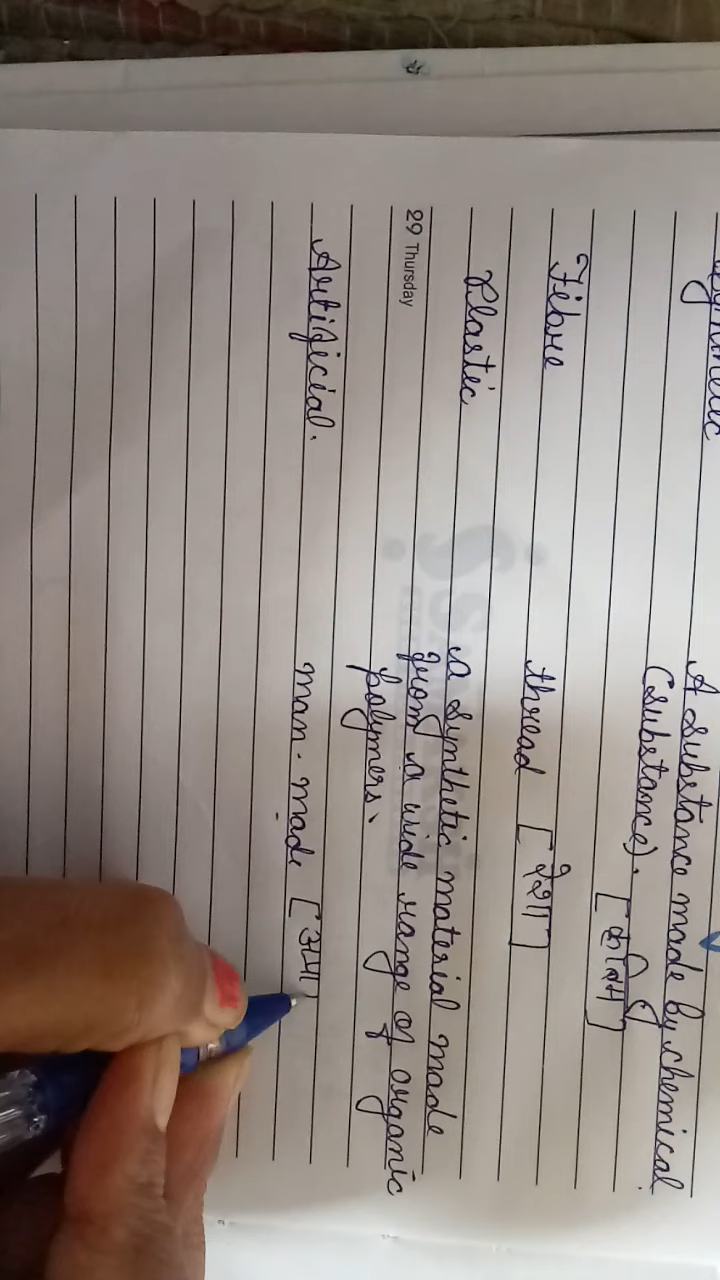 A substance made by chemical
(substance). [कृत्रिम]
Fibre thread [रेशा]
Plastic a synthetic material made
29 Thursday from a wide range of organic
polymers.
Artificial. man-made [